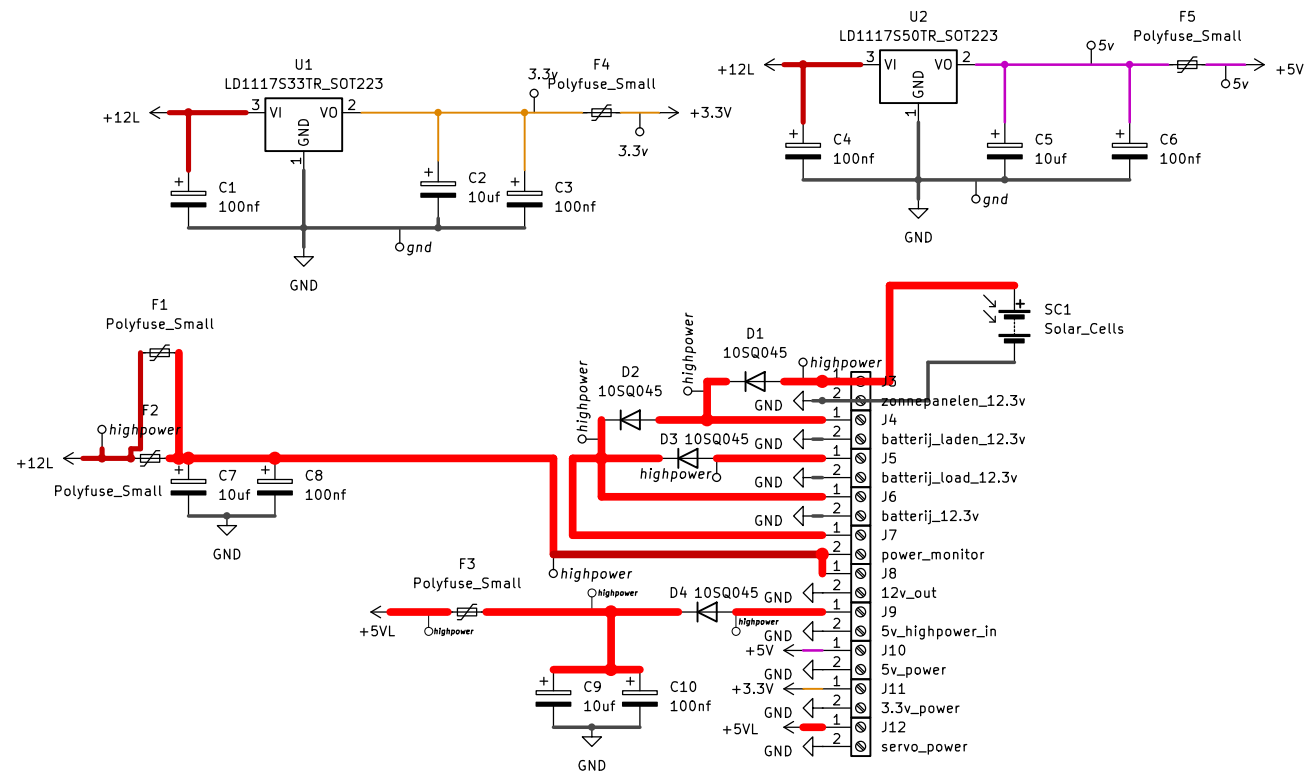 U1
LD1117S33TR_SOT223
+12L
3
VI
VO
2
GND
1
3.3v
F4
Polyfuse_Small
+3.3V
3.3v
+
C1
100nf
+
C2
10uf
+
C3
100nf
gnd
GND
U2
LD1117S50TR_SOT223
+12L
3
VI
VO
2
GND
1
5v
F5
Polyfuse_Small
+5V
5v
+
C4
100nf
+
C5
10uf
+
C6
100nf
gnd
GND
F1
Polyfuse_Small
F2
highpower
+12L
Polyfuse_Small
+
C7
10uf
+
C8
100nf
GND
+
SC1
Solar_Cells
highpower
D1
10SQ045
highpower
highpower
D2
10SQ045
D3 10SQ045
highpower
highpower
1
J3
GND
2
zonnepanelen_12.3v
1
J4
GND
2
batterij_laden_12.3v
1
J5
GND
2
batterij_load_12.3v
1
J6
GND
2
batterij_12.3v
1
J7
2
power_monitor
1
J8
GND
2
12v_out
1
J9
GND
2
5v_highpower_in
+5V
1
J10
GND
2
5v_power
+3.3V
1
J11
GND
2
3.3v_power
+5VL
1
J12
GND
2
servo_power
F3
Polyfuse_Small
highpower
D4 10SQ045
+5VL
highpower
highpower
+
C9
10uf
+
C10
100nf
GND